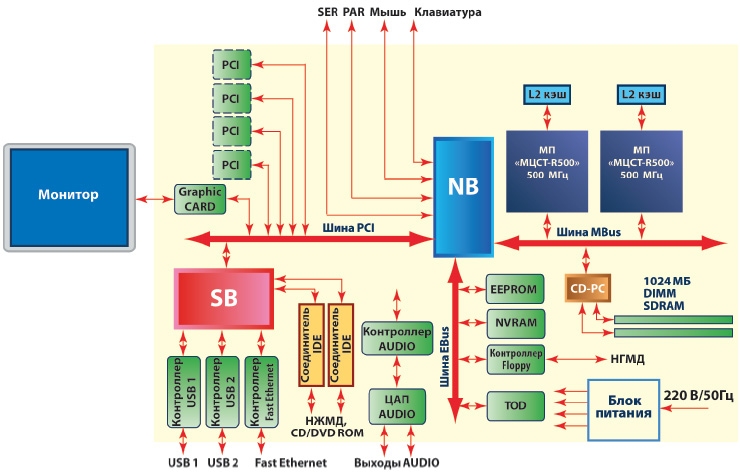 SER PAR Мышь Клавиатура
PCI
PCI
PCI
PCI
Graphic
CARD
Монитор
Шина PCI
NB
L2 кэш
L2 кэш
МП
«МЦСТ-R500»
500 МГц
МП
«МЦСТ-R500»
500 МГц
Шина MBus
SB
CD-PC
1024 МБ
DIMM
SDRAM
Шина EBus
EEPROM
NVRAM
Контроллер
Floppy
НГМД
TOD
Блок
питания
220 В/50Гц
Соединитель
IDE
Соединитель
IDE
НЖМД,
CD/DVD ROM
Контроллер
AUDIO
ЦАП
AUDIO
Выходы AUDIO
Контроллер
USB 1
Контроллер
USB 2
Контроллер
Fast Ethernet
USB 1
USB 2
Fast Ethernet